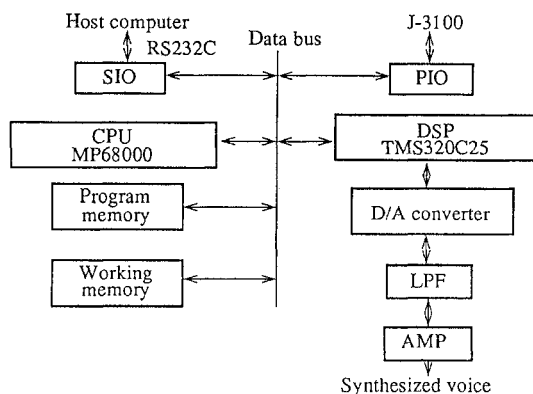 Host computer
RS232C
Data bus
J-3100
SIO
PIO
CPU
MP68000
DSP
TMS320C25
Program
memory
D/A converter
Working
memory
LPF
AMP
Synthesized voice